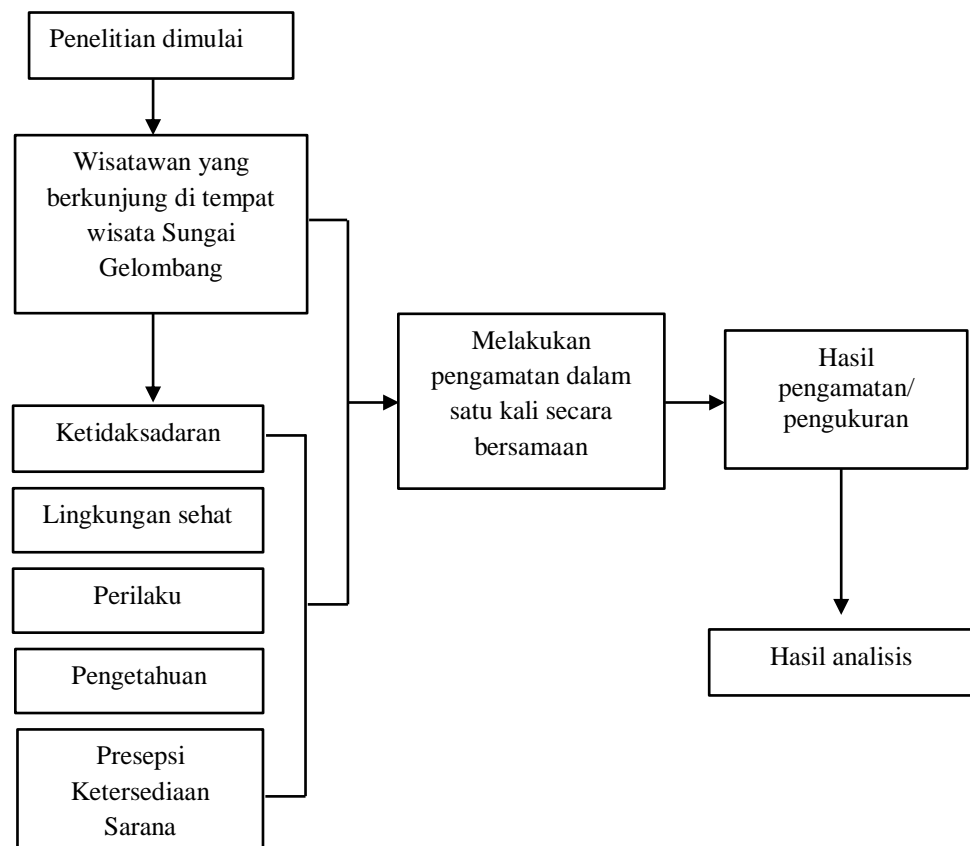 Penelitian dimulai
Wisatawan yang
berkunjung di tempat
wisata Sungai
Gelombang
Melakukan
pengamatan dalam
satu kali secara
bersamaan
Hasil
pengamatan/
pengukuran
Ketidaksadaran
Lingkungan sehat
Perilaku
Pengetahuan
Presepsi
Ketersediaan
Sarana
Hasil analisis